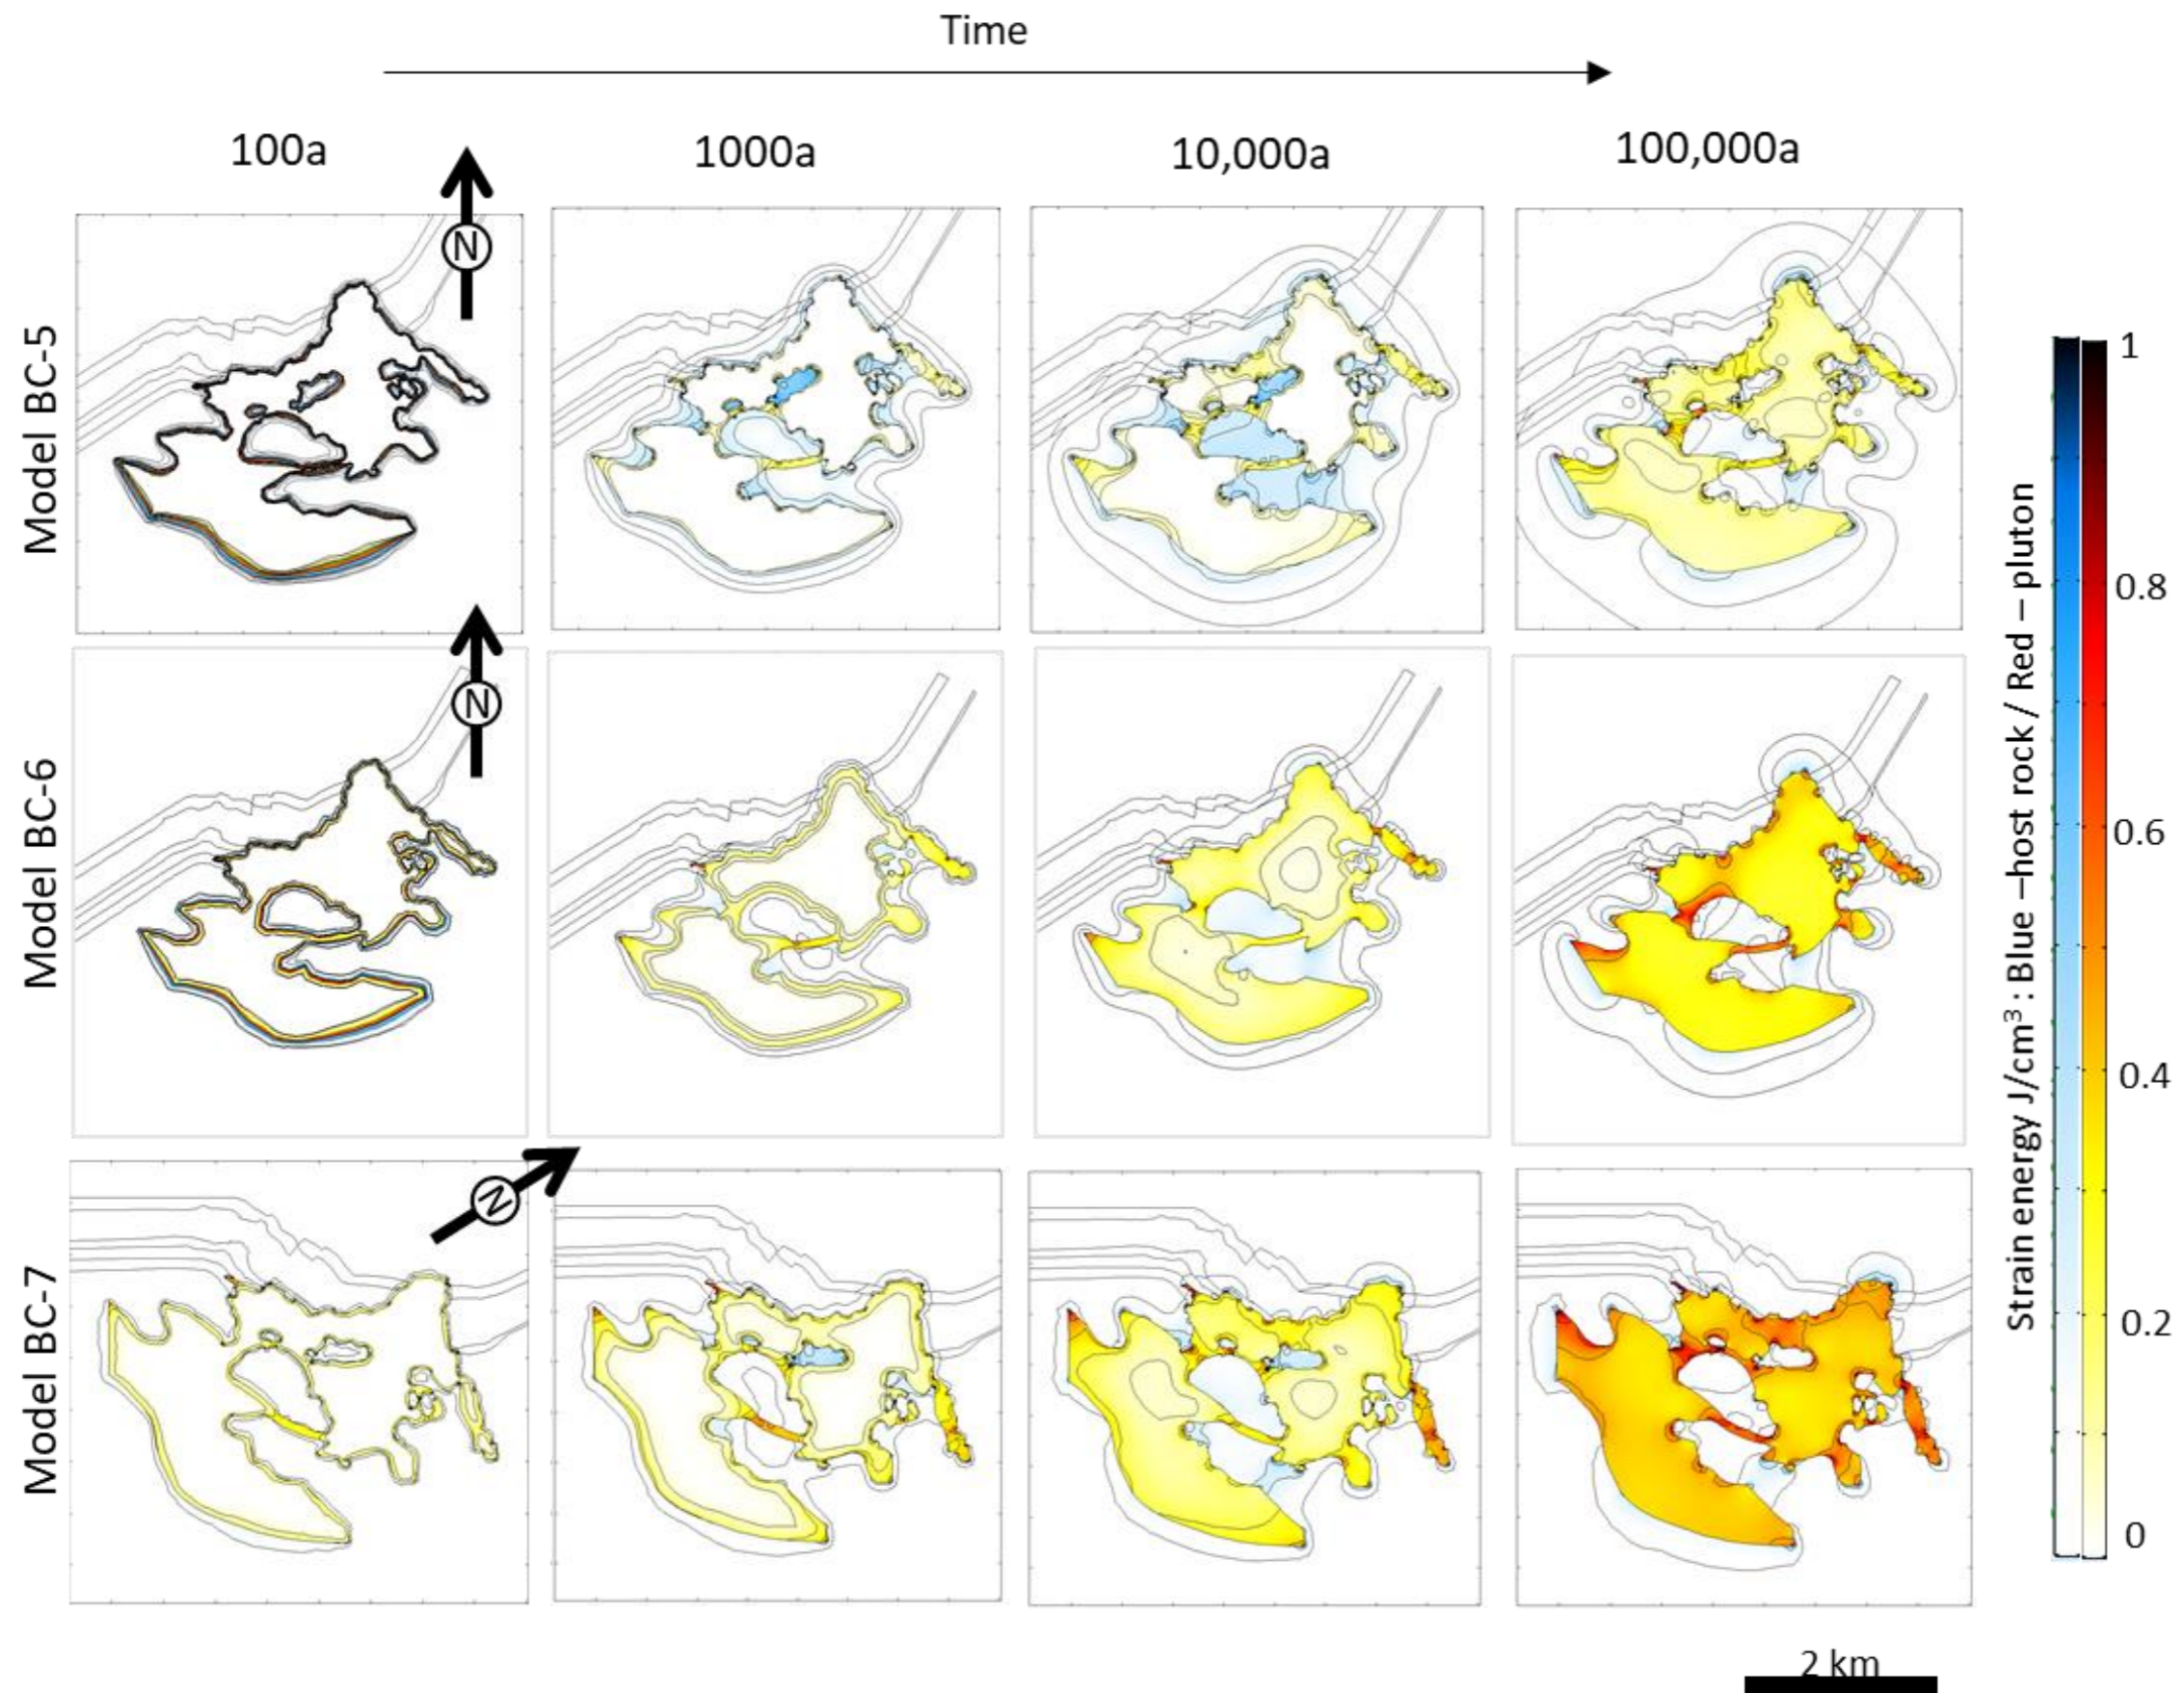 Time
100a
1000a
10,000a
100,000a
N
Model BC-5
N
Model BC-6
N
Model BC-7
Strain energy J/cm³ : Blue –host rock / Red – pluton
1
0.8
0.6
0.4
0.2
0
2 km